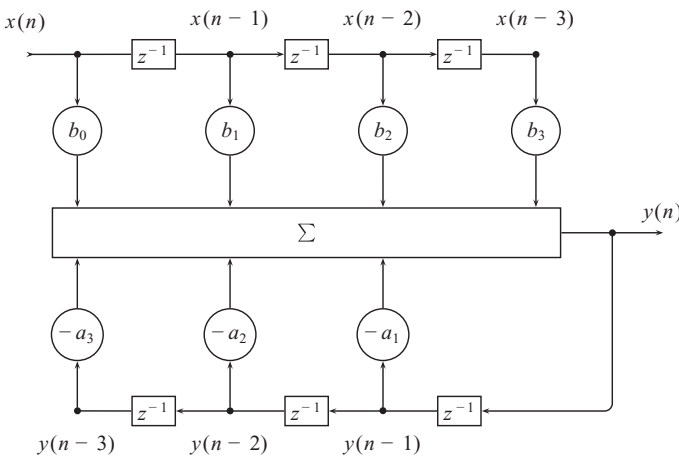 x(n) x(n − 1) x(n − 2) x(n − 3)
z⁻¹ z⁻¹ z⁻¹
b₀ b₁ b₂ b₃
y(n)
Σ
−a₃ −a₂ −a₁
z⁻¹ z⁻¹ z⁻¹
y(n − 3) y(n − 2) y(n − 1)